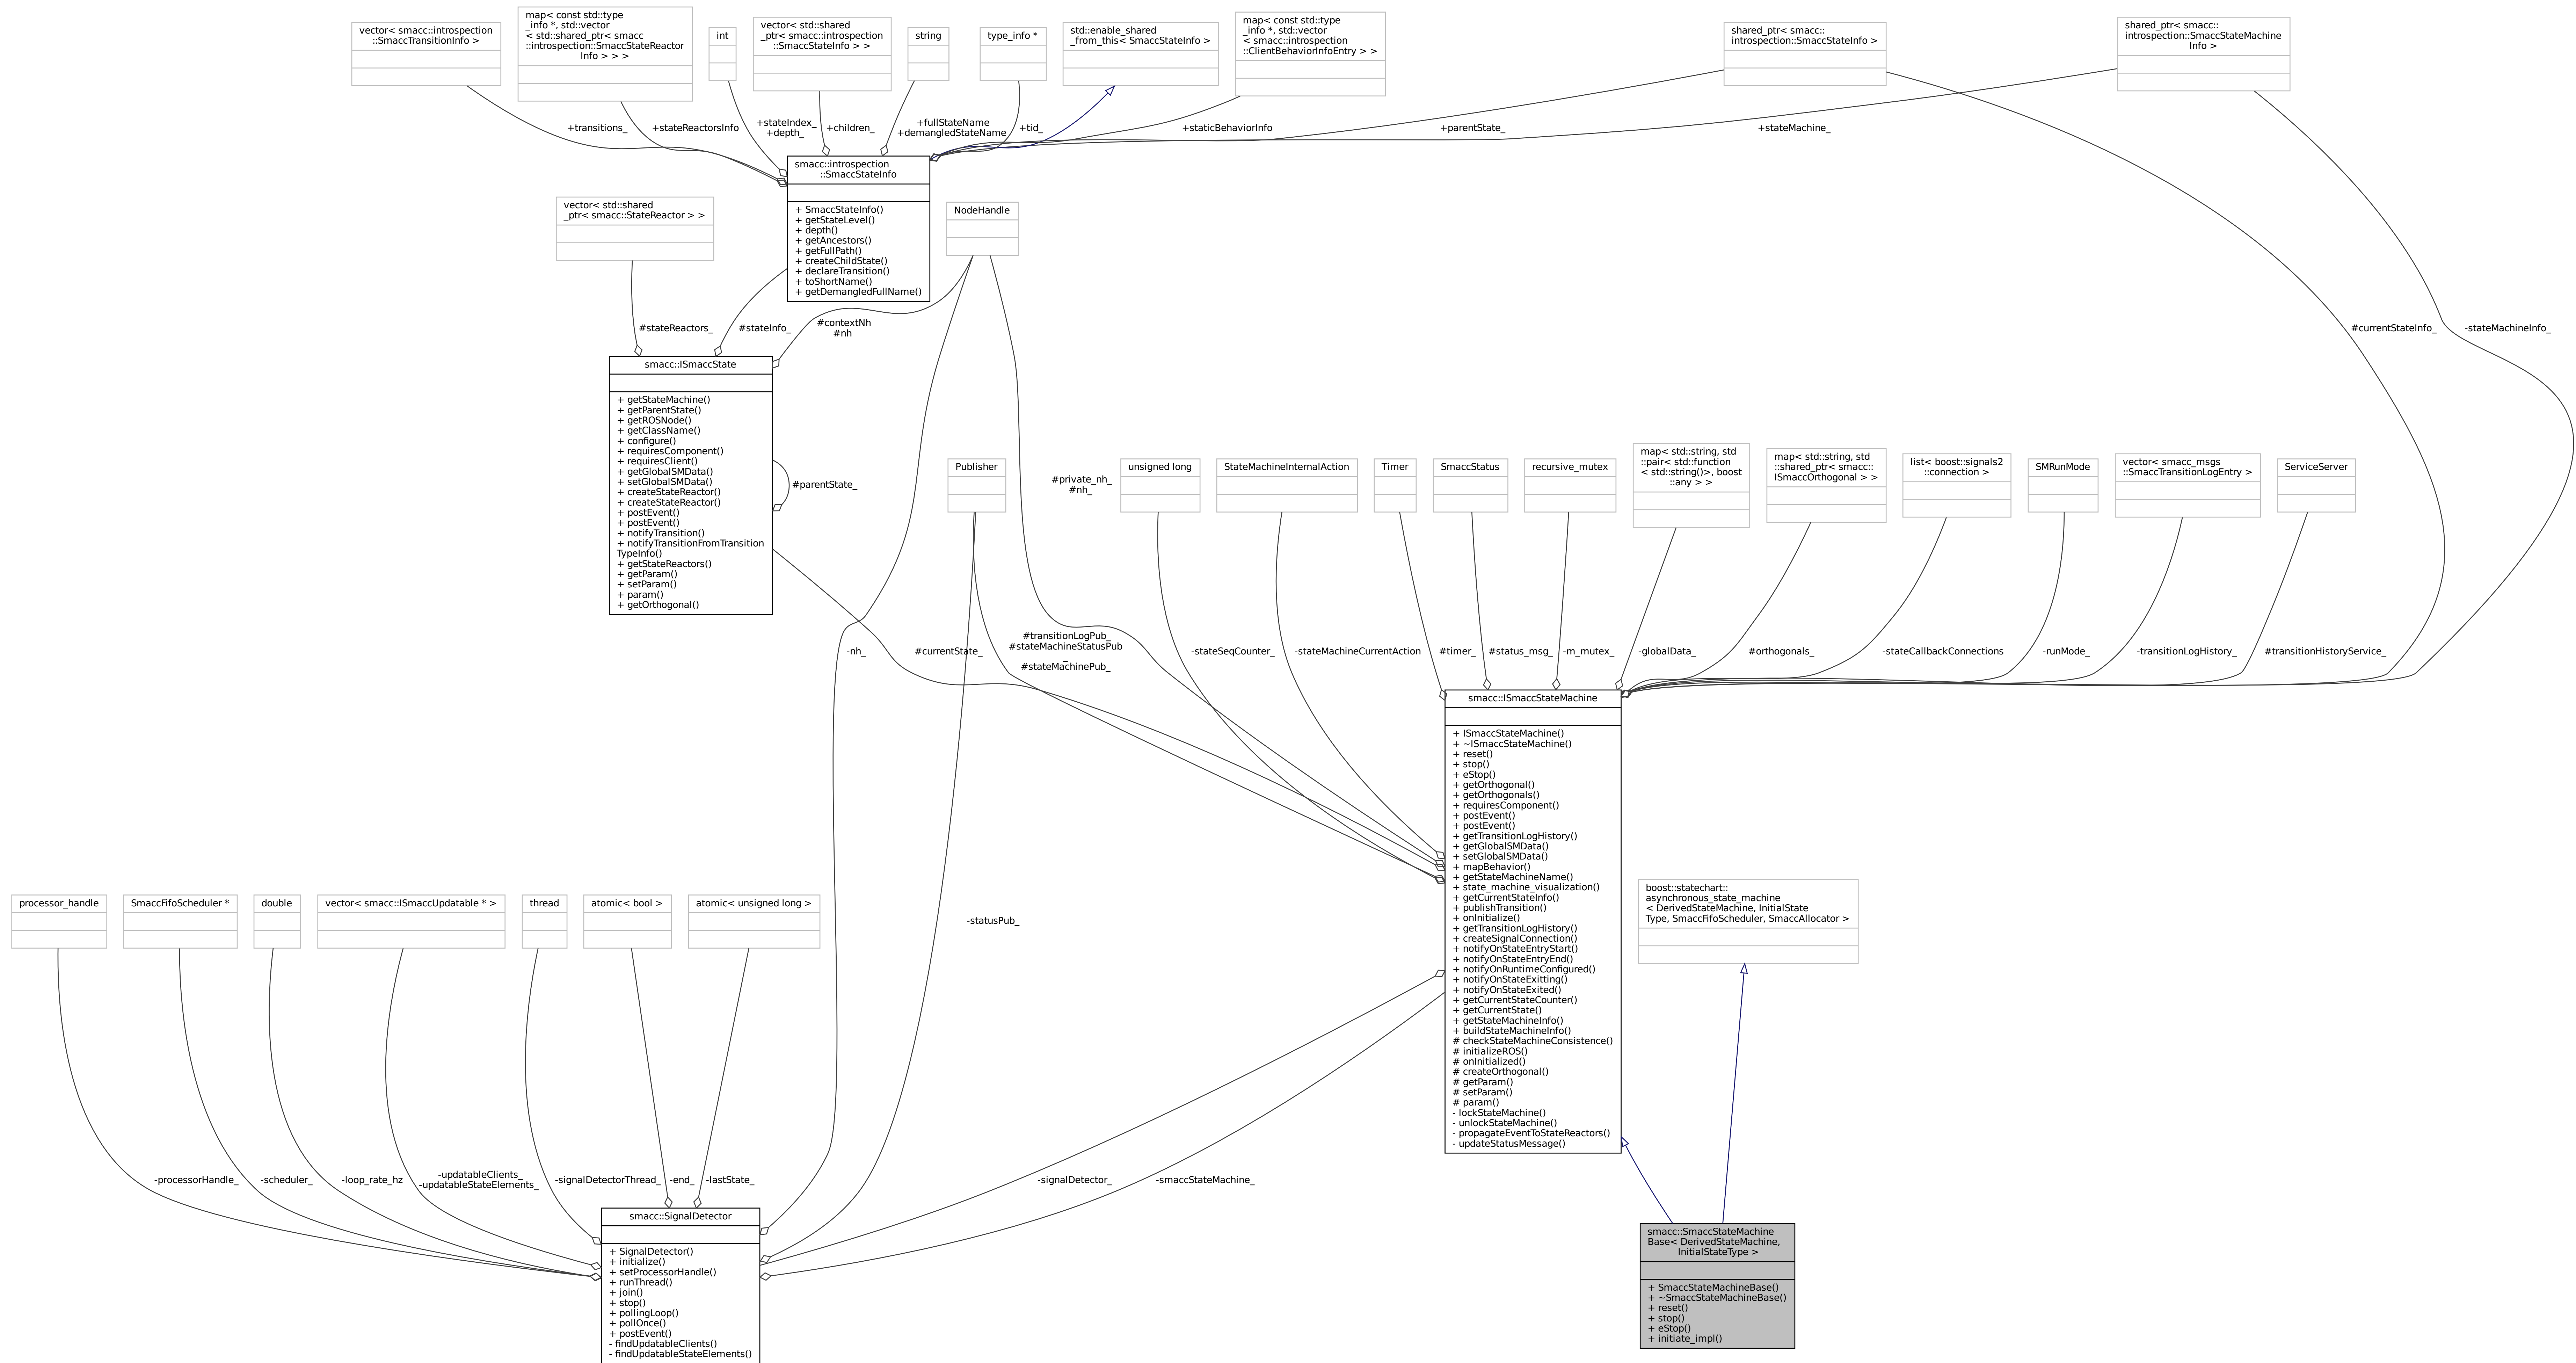 vector< smacc::introspection
::SmaccTransitionInfo >
map< const std::type
_info *, std::vector
< std::shared_ptr< smacc
::introspection::SmaccStateReactor
Info > > >
int
vector< std::shared
_ptr< smacc::introspection
::SmaccStateInfo > >
string
type_info *
std::enable_shared
_from_this< SmaccStateInfo >
map< const std::type
_info *, std::vector
< smacc::introspection
::ClientBehaviorInfoEntry > >
shared_ptr< smacc::
introspection::SmaccStateInfo >
shared_ptr< smacc::
introspection::SmaccStateMachine
Info >
+transitions_
+stateReactorsInfo
+stateIndex_
+depth_
+children_
+fullStateName
+demangledStateName
+tid_
+staticBehaviorInfo
+parentState_
+stateMachine_
smacc::introspection
::SmaccStateInfo
+ SmaccStateInfo()
+ getStateLevel()
+ depth()
+ getAncestors()
+ getFullPath()
+ createChildState()
+ declareTransition()
+ toShortName()
+ getDemangledFullName()
vector< std::shared
_ptr< smacc::StateReactor > >
NodeHandle
#stateReactors_
#stateInfo_
#contextNh
#nh
#currentStateInfo_
-stateMachineInfo_
smacc::ISmaccState
+ getStateMachine()
+ getParentState()
+ getROSNode()
+ getClassName()
+ configure()
+ requiresComponent()
+ requiresClient()
+ getGlobalSMData()
+ setGlobalSMData()
+ createStateReactor()
+ createStateReactor()
+ postEvent()
+ postEvent()
+ notifyTransition()
+ notifyTransitionFromTransition
TypeInfo()
+ getStateReactors()
+ getParam()
+ setParam()
+ param()
+ getOrthogonal()
#parentState_
Publisher
#private_nh_
#nh_
unsigned long
StateMachineInternalAction
Timer
SmaccStatus
recursive_mutex
map< std::string, std
::pair< std::function
< std::string()>, boost
::any > >
map< std::string, std
::shared_ptr< smacc::
ISmaccOrthogonal > >
list< boost::signals2
::connection >
SMRunMode
vector< smacc_msgs
::SmaccTransitionLogEntry >
ServiceServer
-nh_
#currentState_
#transitionLogPub_
#stateMachineStatusPub
_
#stateMachinePub_
-stateSeqCounter_
-stateMachineCurrentAction
#timer_
#status_msg_
-m_mutex_
-globalData_
#orthogonals_
-stateCallbackConnections
-runMode_
-transitionLogHistory_
#transitionHistoryService_
smacc::ISmaccStateMachine
+ ISmaccStateMachine()
+ ~ISmaccStateMachine()
+ reset()
+ stop()
+ eStop()
+ getOrthogonal()
+ getOrthogonals()
+ requiresComponent()
+ postEvent()
+ postEvent()
+ getTransitionLogHistory()
+ getGlobalSMData()
+ setGlobalSMData()
+ mapBehavior()
+ getStateMachineName()
+ state_machine_visualization()
+ getCurrentStateInfo()
+ publishTransition()
+ onInitialize()
+ getTransitionLogHistory()
+ createSignalConnection()
+ notifyOnStateEntryStart()
+ notifyOnStateEntryEnd()
+ notifyOnRuntimeConfigured()
+ notifyOnStateExitting()
+ notifyOnStateExited()
+ getCurrentStateCounter()
+ getCurrentState()
+ getStateMachineInfo()
+ buildStateMachineInfo()
# checkStateMachineConsistence()
# initializeROS()
# onInitialized()
# createOrthogonal()
# getParam()
# setParam()
# param()
- lockStateMachine()
- unlockStateMachine()
- propagateEventToStateReactors()
- updateStatusMessage()
boost::statechart::
asynchronous_state_machine
< DerivedStateMachine, InitialState
Type, SmaccFifoScheduler, SmaccAllocator >
processor_handle
SmaccFifoScheduler *
double
vector< smacc::ISmaccUpdatable * >
thread
atomic< bool >
atomic< unsigned long >
-statusPub_
-processorHandle_
-scheduler_
-loop_rate_hz
-updatableClients_
-updatableStateElements_
-signalDetectorThread_
-end_
-lastState_
-signalDetector_
-smaccStateMachine_
smacc::SignalDetector
+ SignalDetector()
+ initialize()
+ setProcessorHandle()
+ runThread()
+ join()
+ stop()
+ pollingLoop()
+ pollOnce()
+ postEvent()
- findUpdatableClients()
- findUpdatableStateElements()
smacc::SmaccStateMachine
Base< DerivedStateMachine,
InitialStateType >
+ SmaccStateMachineBase()
+ ~SmaccStateMachineBase()
+ reset()
+ stop()
+ eStop()
+ initiate_impl()